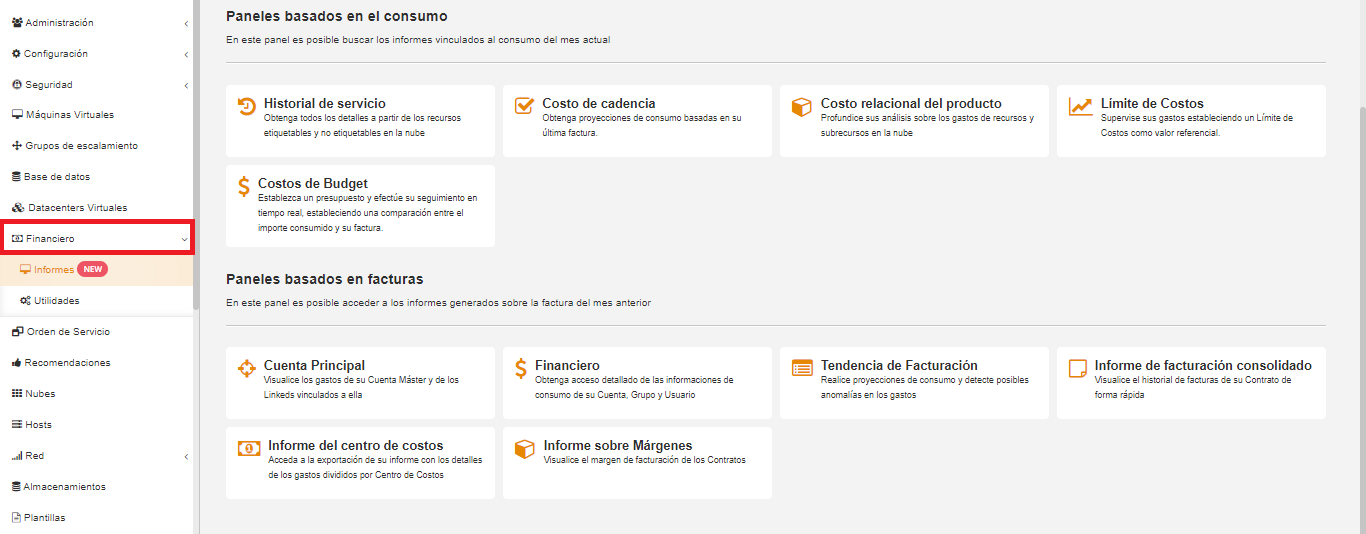 Administración
Configuración
Seguridad
Máquinas Virtuales
Grupos de escalamiento
Base de datos
Datacenters Virtuales
Financiero
Informes NEW
Utilidades
Orden de Servicio
Recomendaciones
Nubes
Hosts
Red
Almacenamientos
Plantillas
Paneles basados en el consumo
En este panel es posible buscar los informes vinculados al consumo del mes actual
Historial de servicio
Obtenga todos los detalles a partir de los recursos
etiquetables y no etiquetables en la nube
Costo de cadencia
Obtenga proyecciones de consumo basadas en su
última factura.
Costo relacional del producto
Profundice sus análisis sobre los gastos de recursos y
subrecursos en la nube
Límite de Costos
Supervise sus gastos estableciendo un Límite de
Costos como valor referencial.
Costos de Budget
Establezca un presupuesto y efectúe su seguimiento en
tiempo real, estableciendo una comparación entre el
importe consumido y su factura.
Paneles basados en facturas
En este panel es posible acceder a los informes generados sobre la factura del mes anterior
Cuenta Principal
Visualice los gastos de su Cuenta Máster y de los
Linkeds vinculados a ella
Financiero
Obtenga acceso detallado de las informaciones de
consumo de su Cuenta, Grupo y Usuario
Tendencia de Facturación
Realice proyecciones de consumo y detecte posibles
anomalías en los gastos
Informe de facturación consolidado
Visualice el historial de facturas de su Contrato de
forma rápida
Informe del centro de costos
Acceda a la exportación de su informe con los detalles
de los gastos divididos por Centro de Costos
Informe sobre Márgenes
Visualice el margen de facturación de los Contratos